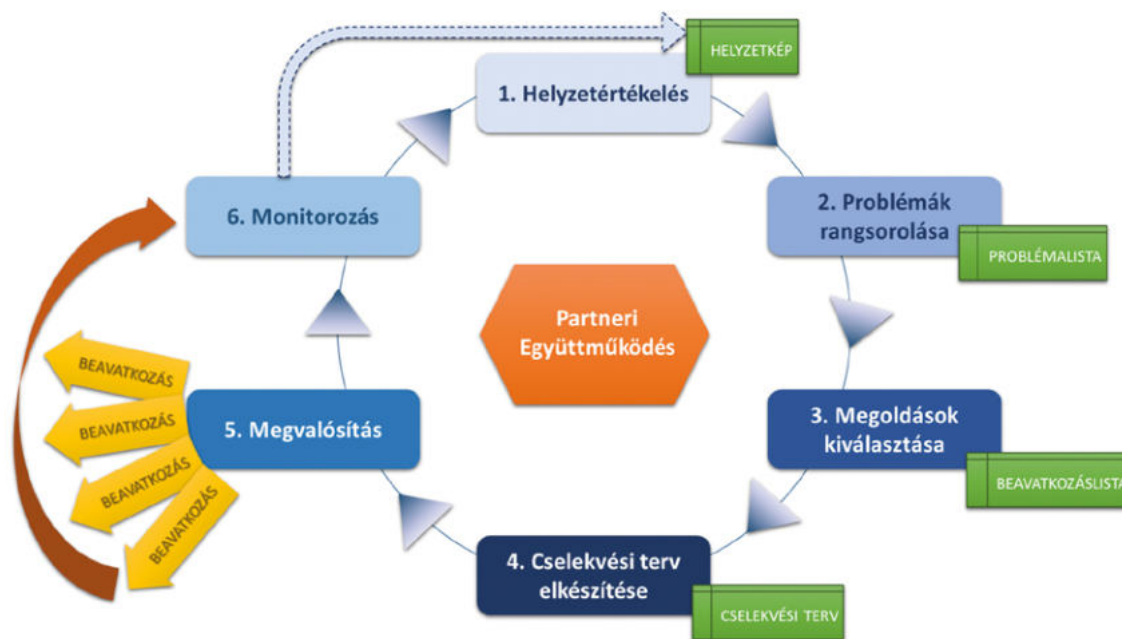 HELYZETKÉP
1. Helyzetértékelés
2. Problémák
rangsorolása
PROBLÉMALISTA
3. Megoldások
kiválasztása
BEAVATKOZÁSLISTA
4. Cselekvési terv
elkészítése
CSELEKVÉSI TERV
5. Megvalósítás
BEAVATKOZÁS
BEAVATKOZÁS
BEAVATKOZÁS
BEAVATKOZÁS
6. Monitorozás
Partneri
Együttműködés